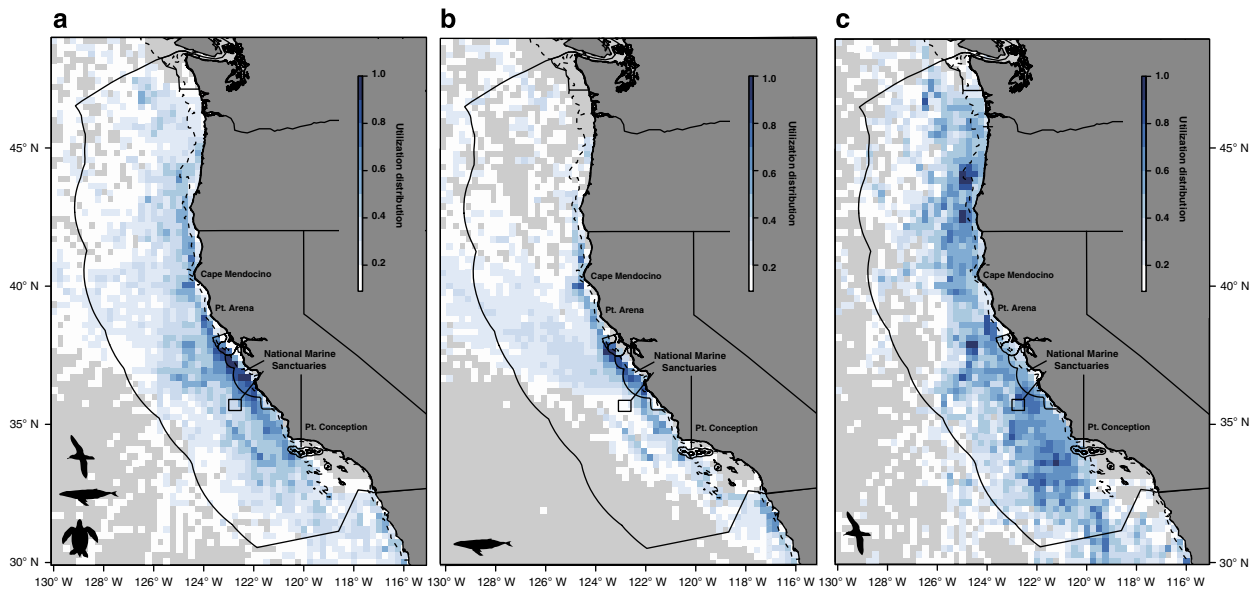 a
b
c
1.0
0.8
0.6
0.4
0.2
Utilization distribution
45° N
40° N
35° N
30° N
Cape Mendocino
Pt. Arena
National Marine
Sanctuaries
Pt. Conception
130° W 128° W 126° W 124° W 122° W 120° W 118° W 116° W
1.0
0.8
0.6
0.4
0.2
Utilization distribution
Cape Mendocino
Pt. Arena
National Marine
Sanctuaries
Pt. Conception
130° W 128° W 126° W 124° W 122° W 120° W 118° W 116° W
1.0
0.8
0.6
0.4
0.2
Utilization distribution
Cape Mendocino
Pt. Arena
National Marine
Sanctuaries
Pt. Conception
45° N
40° N
35° N
30° N
130° W 128° W 126° W 124° W 122° W 120° W 118° W 116° W